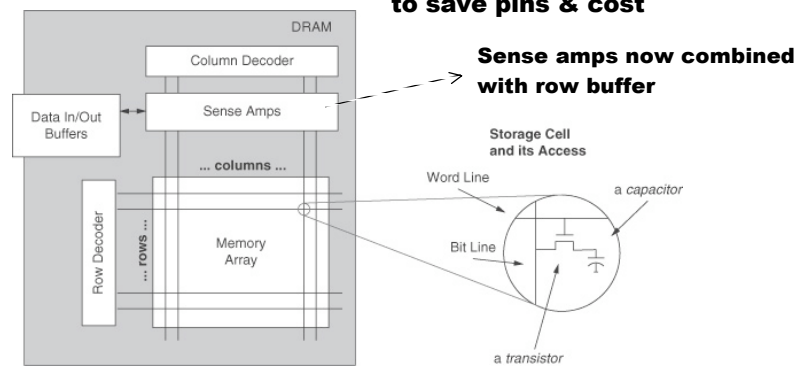 to save pins & cost
DRAM
Column Decoder
Sense amps now combined
with row buffer
Sense Amps
Data In/Out
Buffers
Storage Cell
and its Access
... columns ...
Word Line
a capacitor
Row Decoder
... rows ...
Memory
Array
Bit Line
a transistor